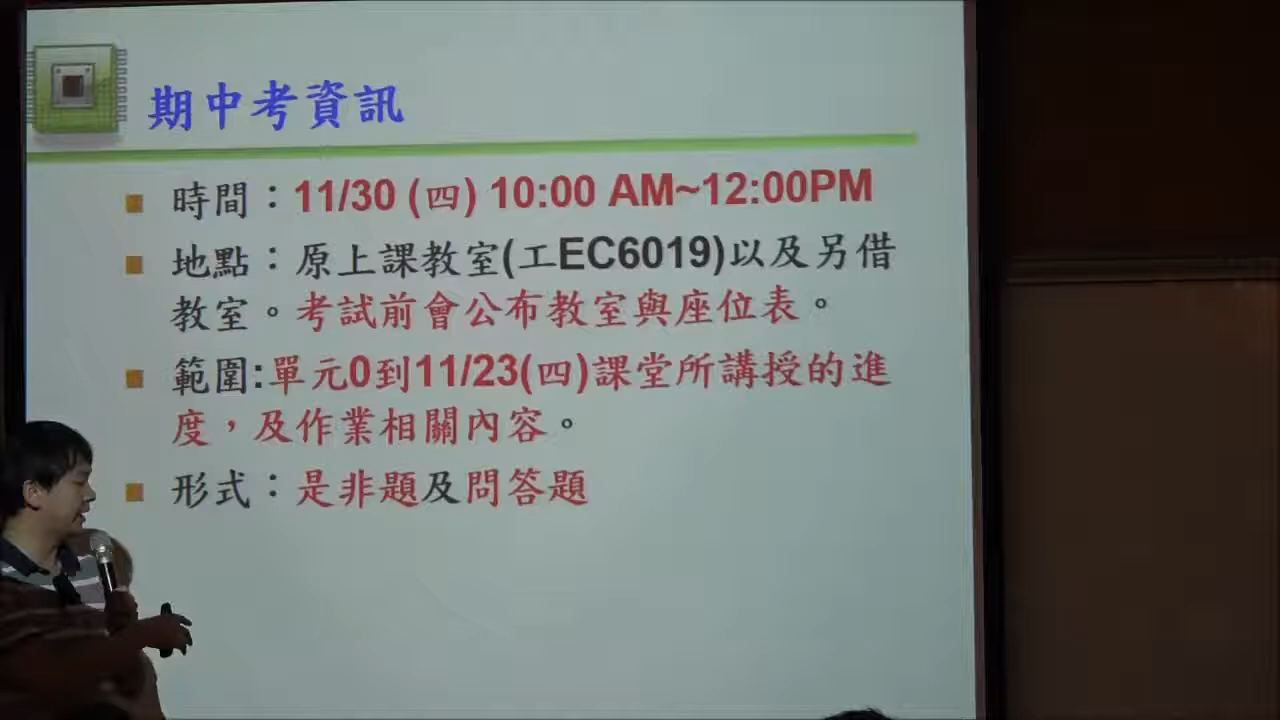 期中考資訊
時間：11/30 (四) 10:00 AM~12:00PM
地點：原上課教室(工EC6019)以及另借
教室。考試前會公布教室與座位表。
範圍:單元0到11/23(四)課堂所講授的進
度，及作業相關內容。
形式：是非題及問答題